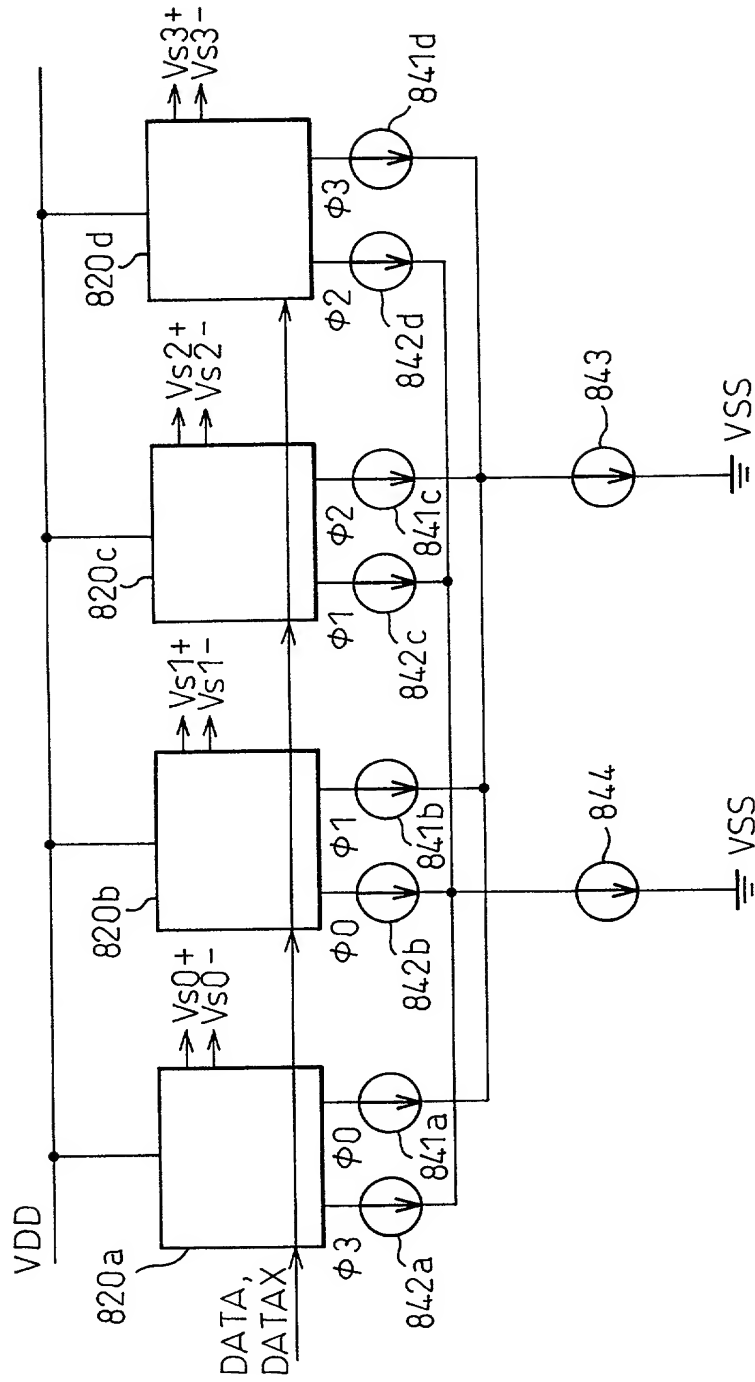 VDD
820a
Vs0+
Vs0-
820b
Vs1+
Vs1-
820c
Vs2+
Vs2-
820d
Vs3+
Vs3-
DATA,
DATAX
Φ3
Φ0
Φ0
Φ1
Φ1
Φ2
Φ2
Φ3
842a
841a
842b
841b
842c
841c
842d
841d
844
843
VSS
VSS